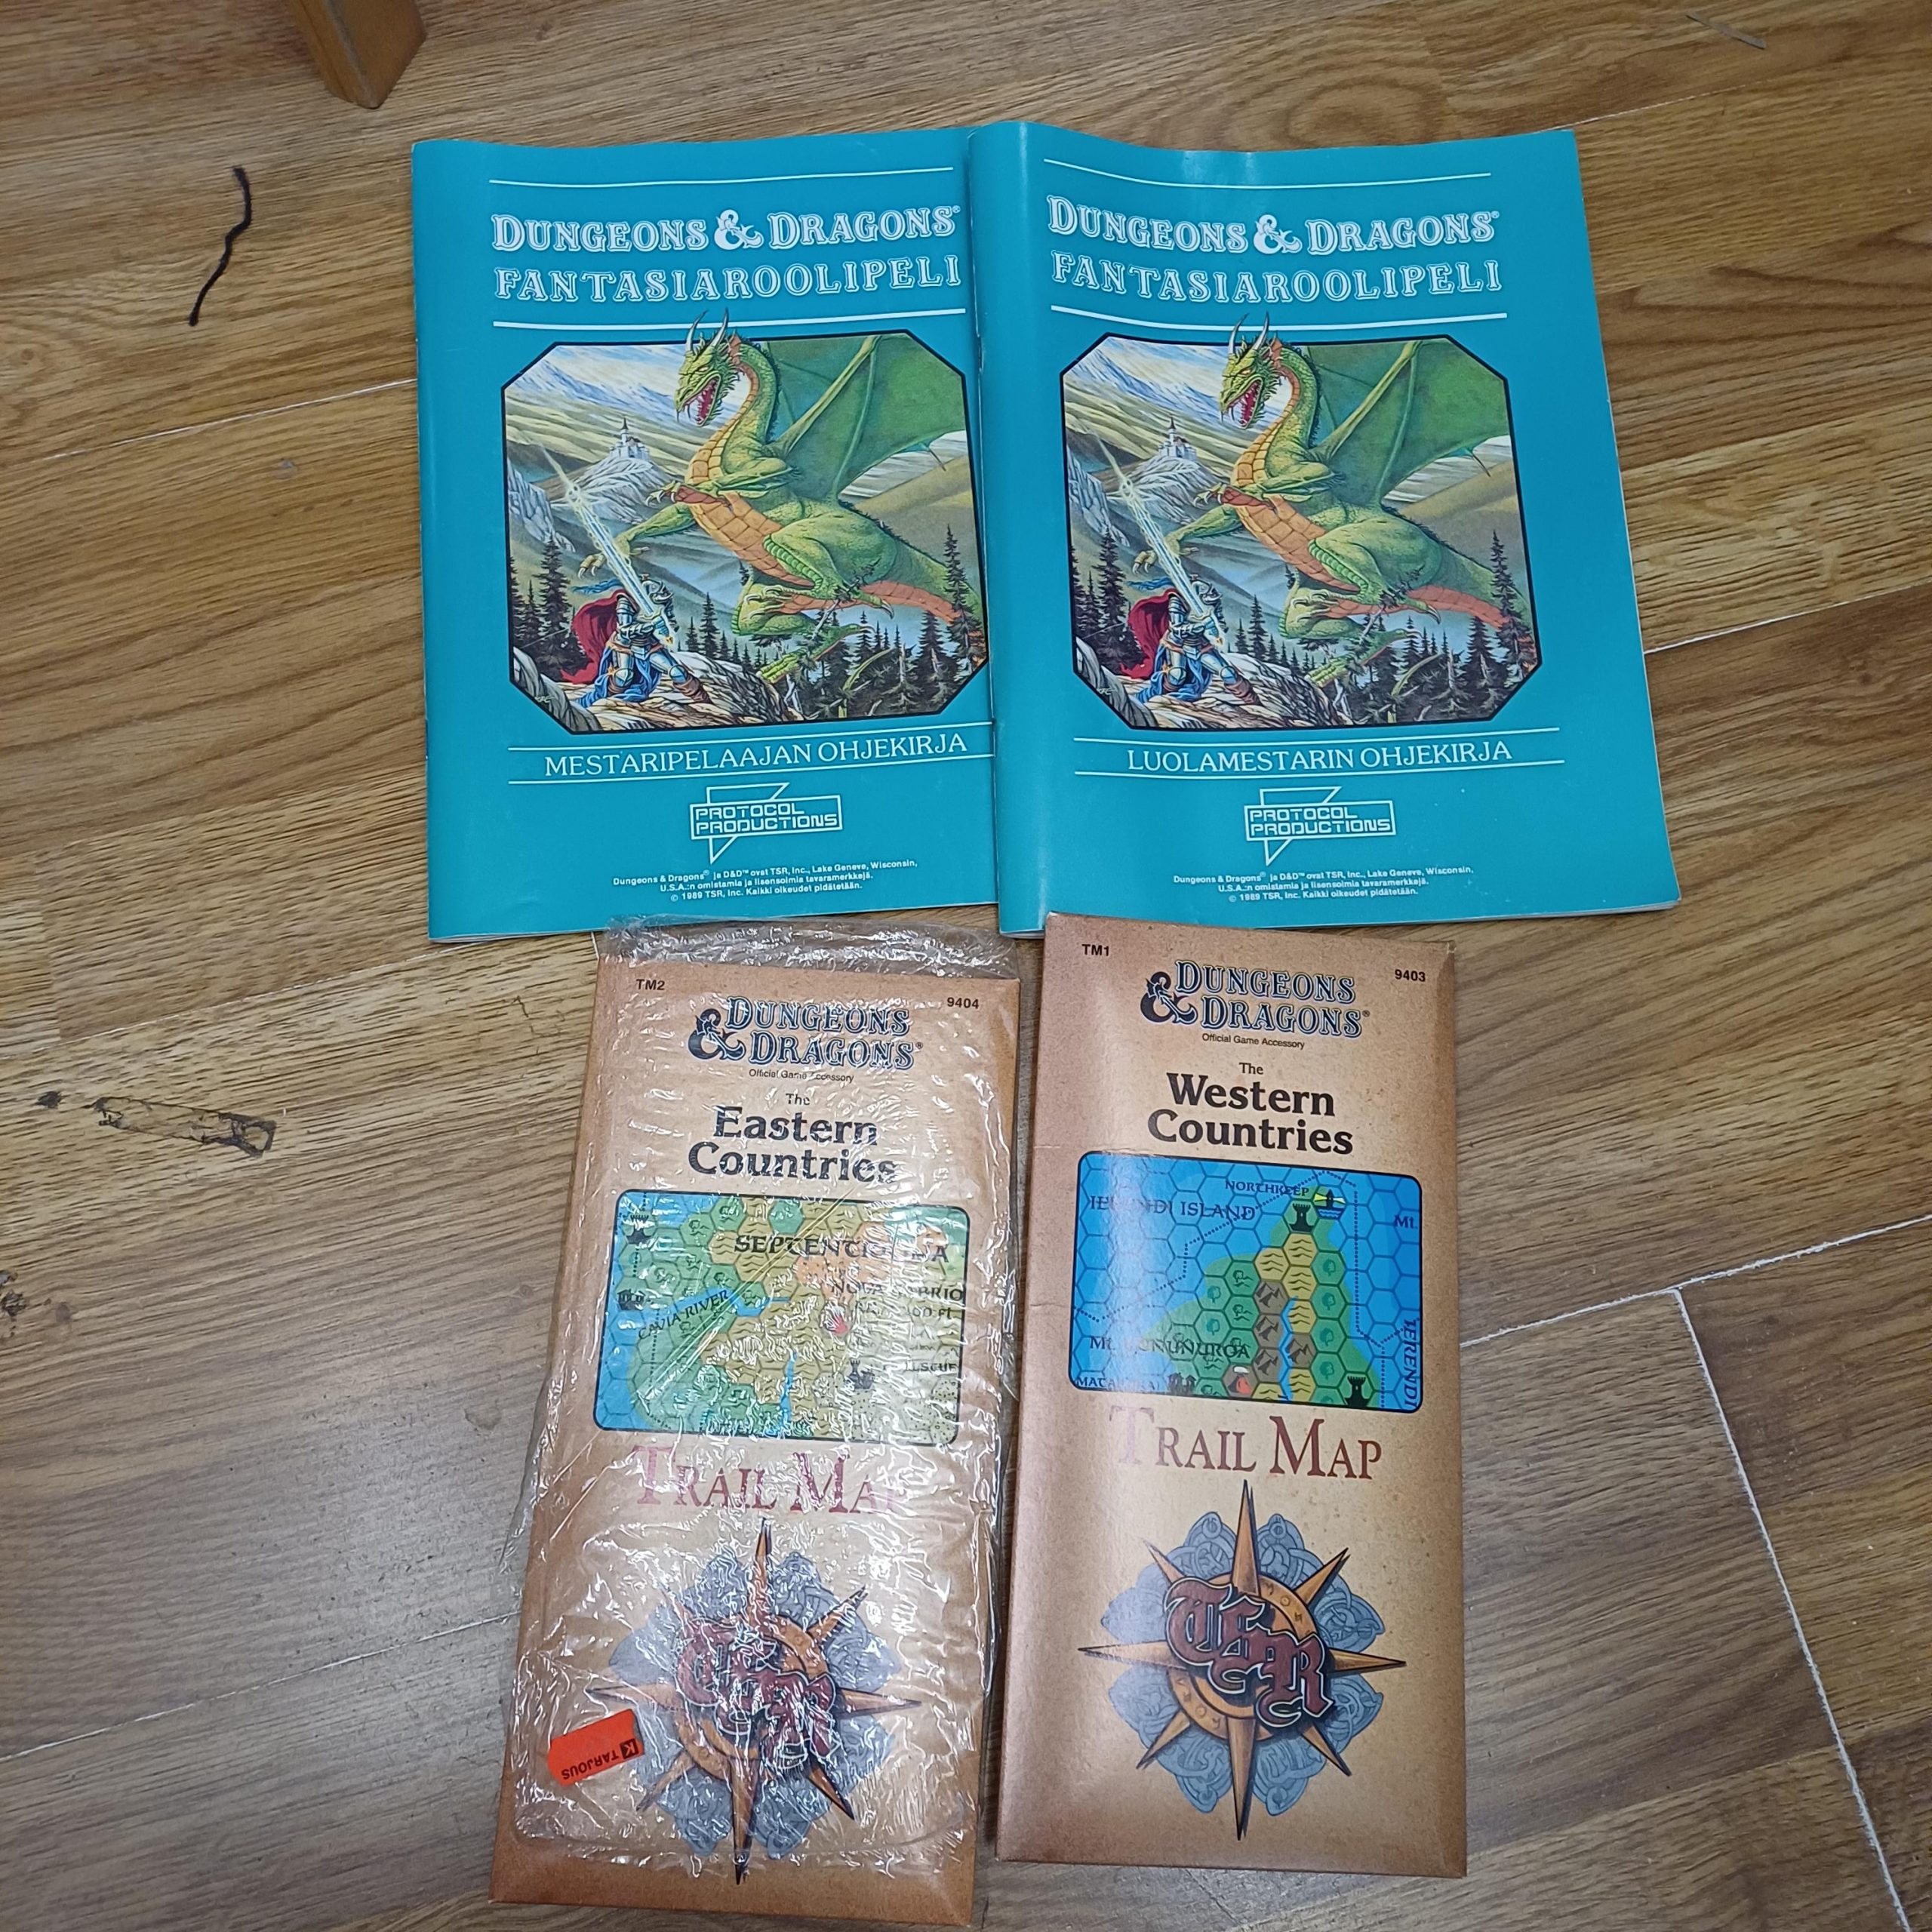 DUNGEONS & DRAGONS®
FANTASIAROOLIPELI
MESTARIPELAAJAN OHJEKIRJA
PROTOCOL
PRODUCTIONS
Dungeons & Dragons® ja D&D™ ovat TSR, Inc., Lake Geneva, Wisconsin,
U.S.A.:n omistamia ja lisensoimia tavaramerkkejä.
© 1989 TSR, Inc. Kaikki oikeudet pidätetään.
DUNGEONS & DRAGONS®
FANTASIAROOLIPELI
LUOLAMESTARIN OHJEKIRJA
PROTOCOL
PRODUCTIONS
Dungeons & Dragons® ja D&D™ ovat TSR, Inc., Lake Geneva, Wisconsin,
U.S.A.:n omistamia ja lisensoimia tavaramerkkejä.
© 1989 TSR, Inc. Kaikki oikeudet pidätetään.
TM2
9404
DUNGEONS
& DRAGONS®
Official Game Accessory
The
Eastern
Countries
CAVIA RIVER
TRAIL MAP
TSR
K TARJOUS
TM1
9403
DUNGEONS
& DRAGONS®
Official Game Accessory
The
Western
Countries
NORTHKEEP
ISLAND
Mt.
TRAIL MAP
TSR